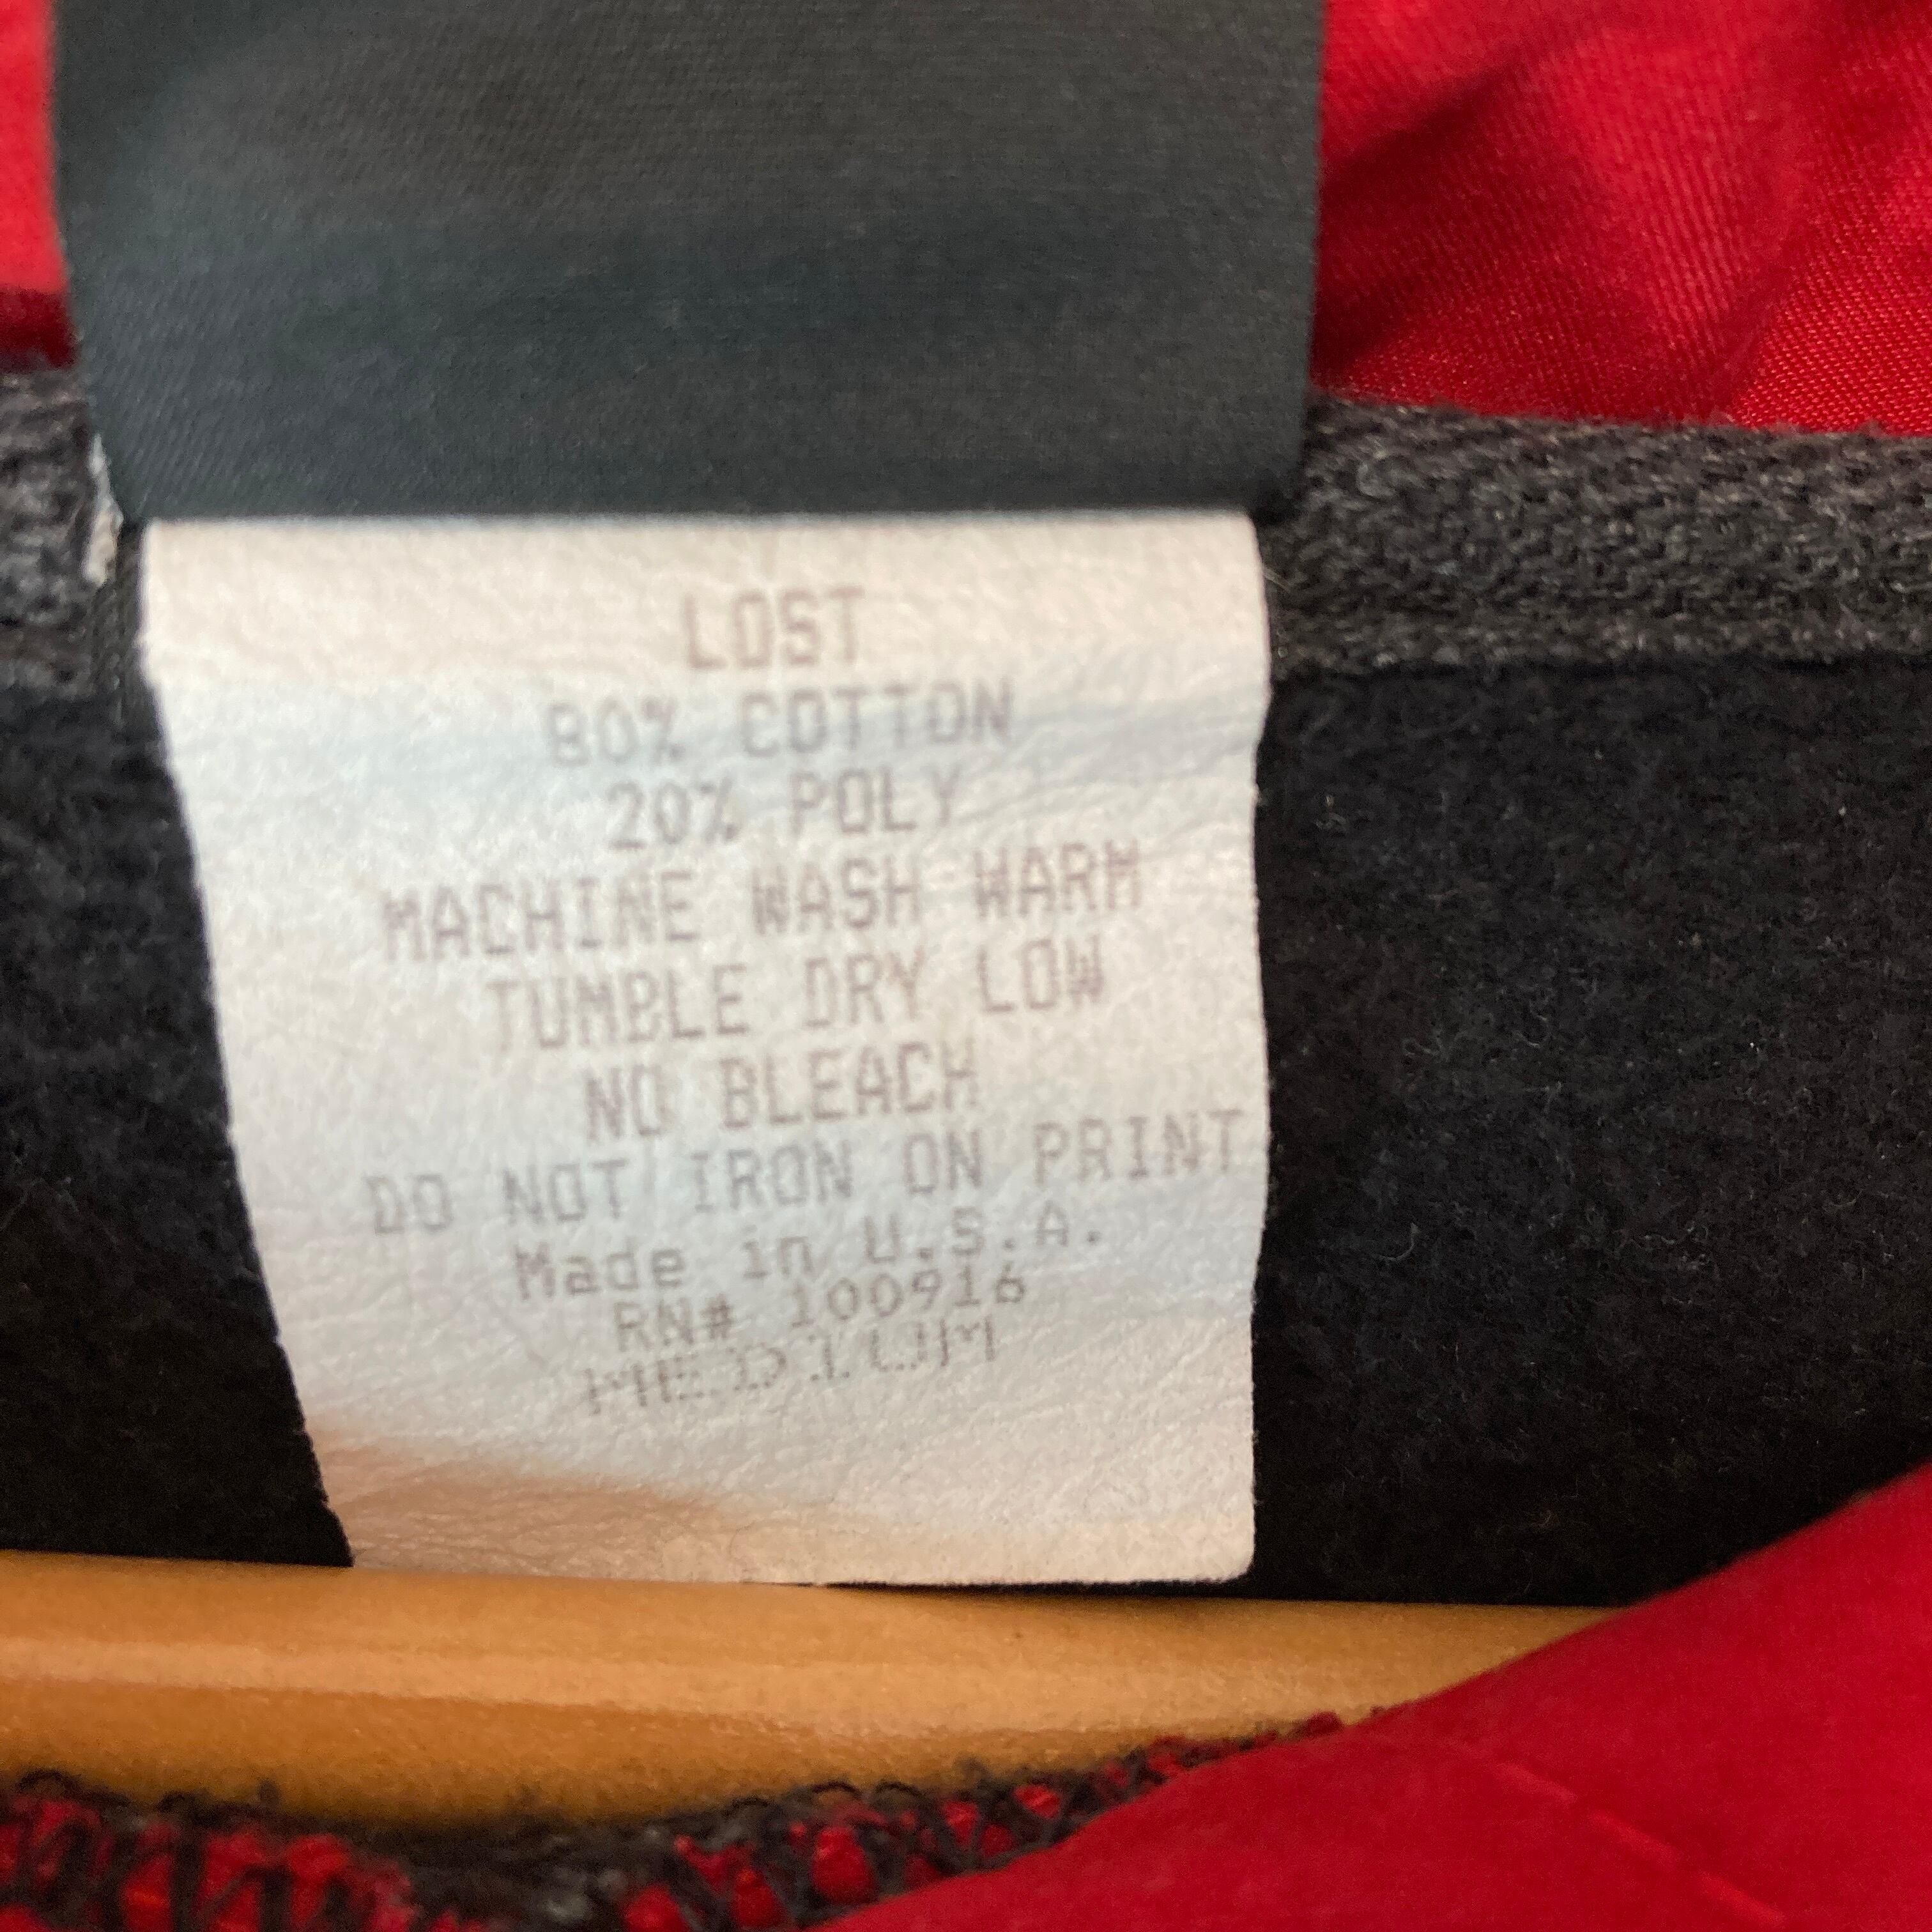 LOST
80% COTTON
20% POLY
MACHINE WASH WARM
TUMBLE DRY LOW
NO BLEACH
DO NOT IRON ON PRINT
Made in U.S.A.
RN# 100916
MEDIUM